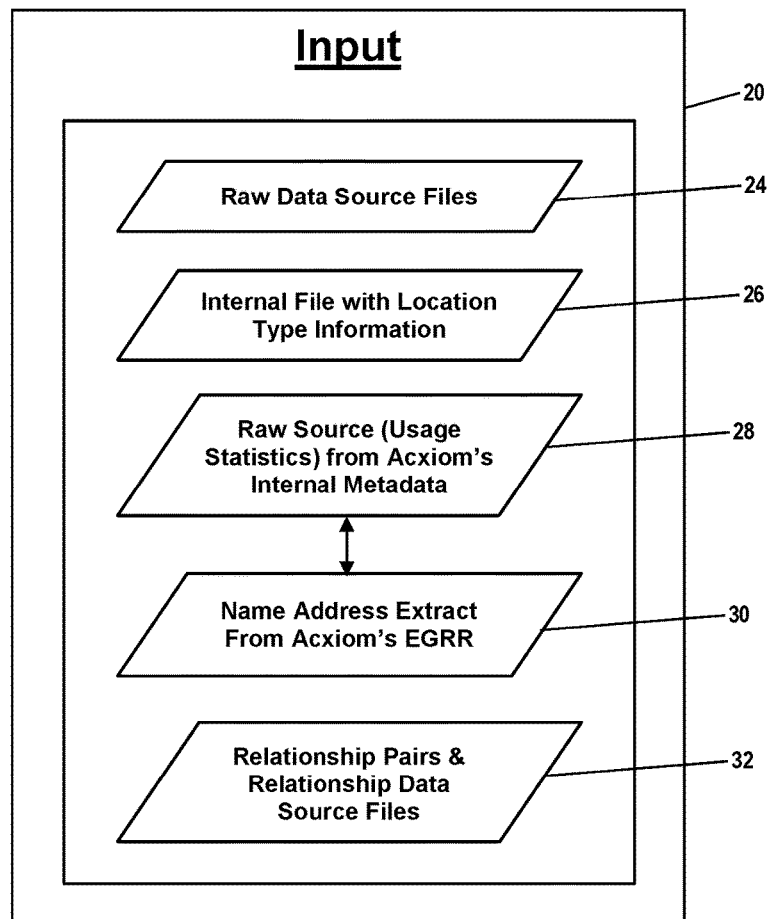 Input
20
Raw Data Source Files
24
Internal File with Location
Type Information
26
Raw Source (Usage
Statistics) from Acxiom's
Internal Metadata
28
Name Address Extract
From Acxiom's EGRR
30
Relationship Pairs &
Relationship Data
Source Files
32